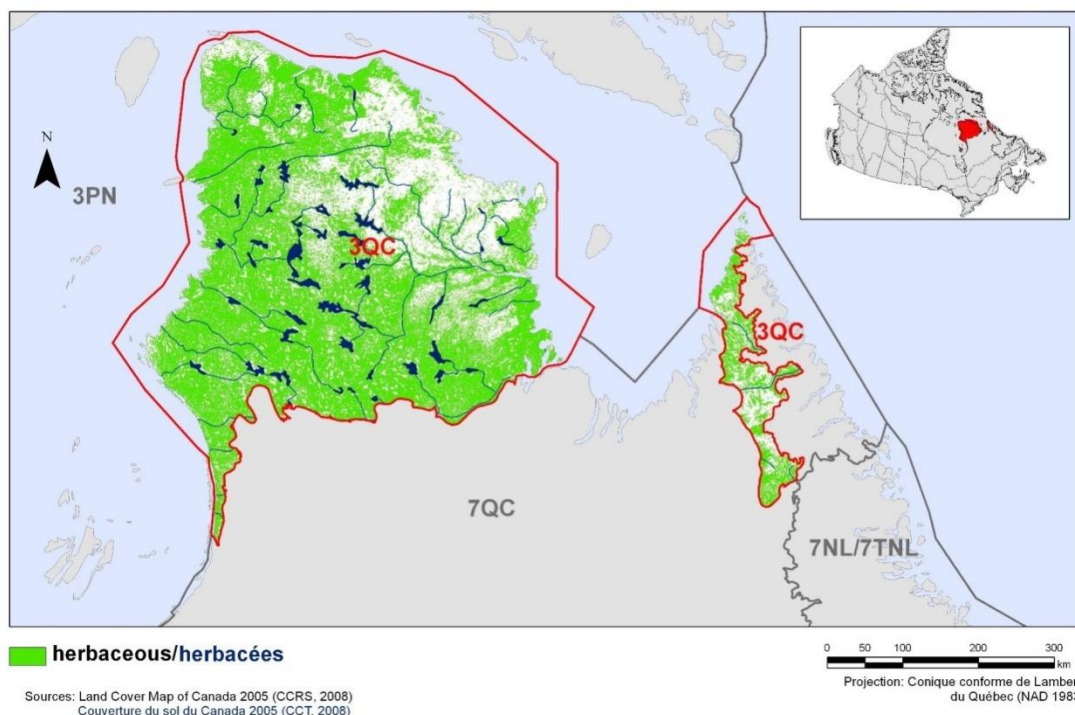 N
3PN
3QC
3QC
7QC
7NL/7TNL
herbaceous/herbacées
0 50 100 200 300
km
Sources: Land Cover Map of Canada 2005 (CCRS, 2008)
Couverture du sol du Canada 2005 (CCT, 2008)
Projection: Conique conforme de Lamber
du Québec (NAD 1983